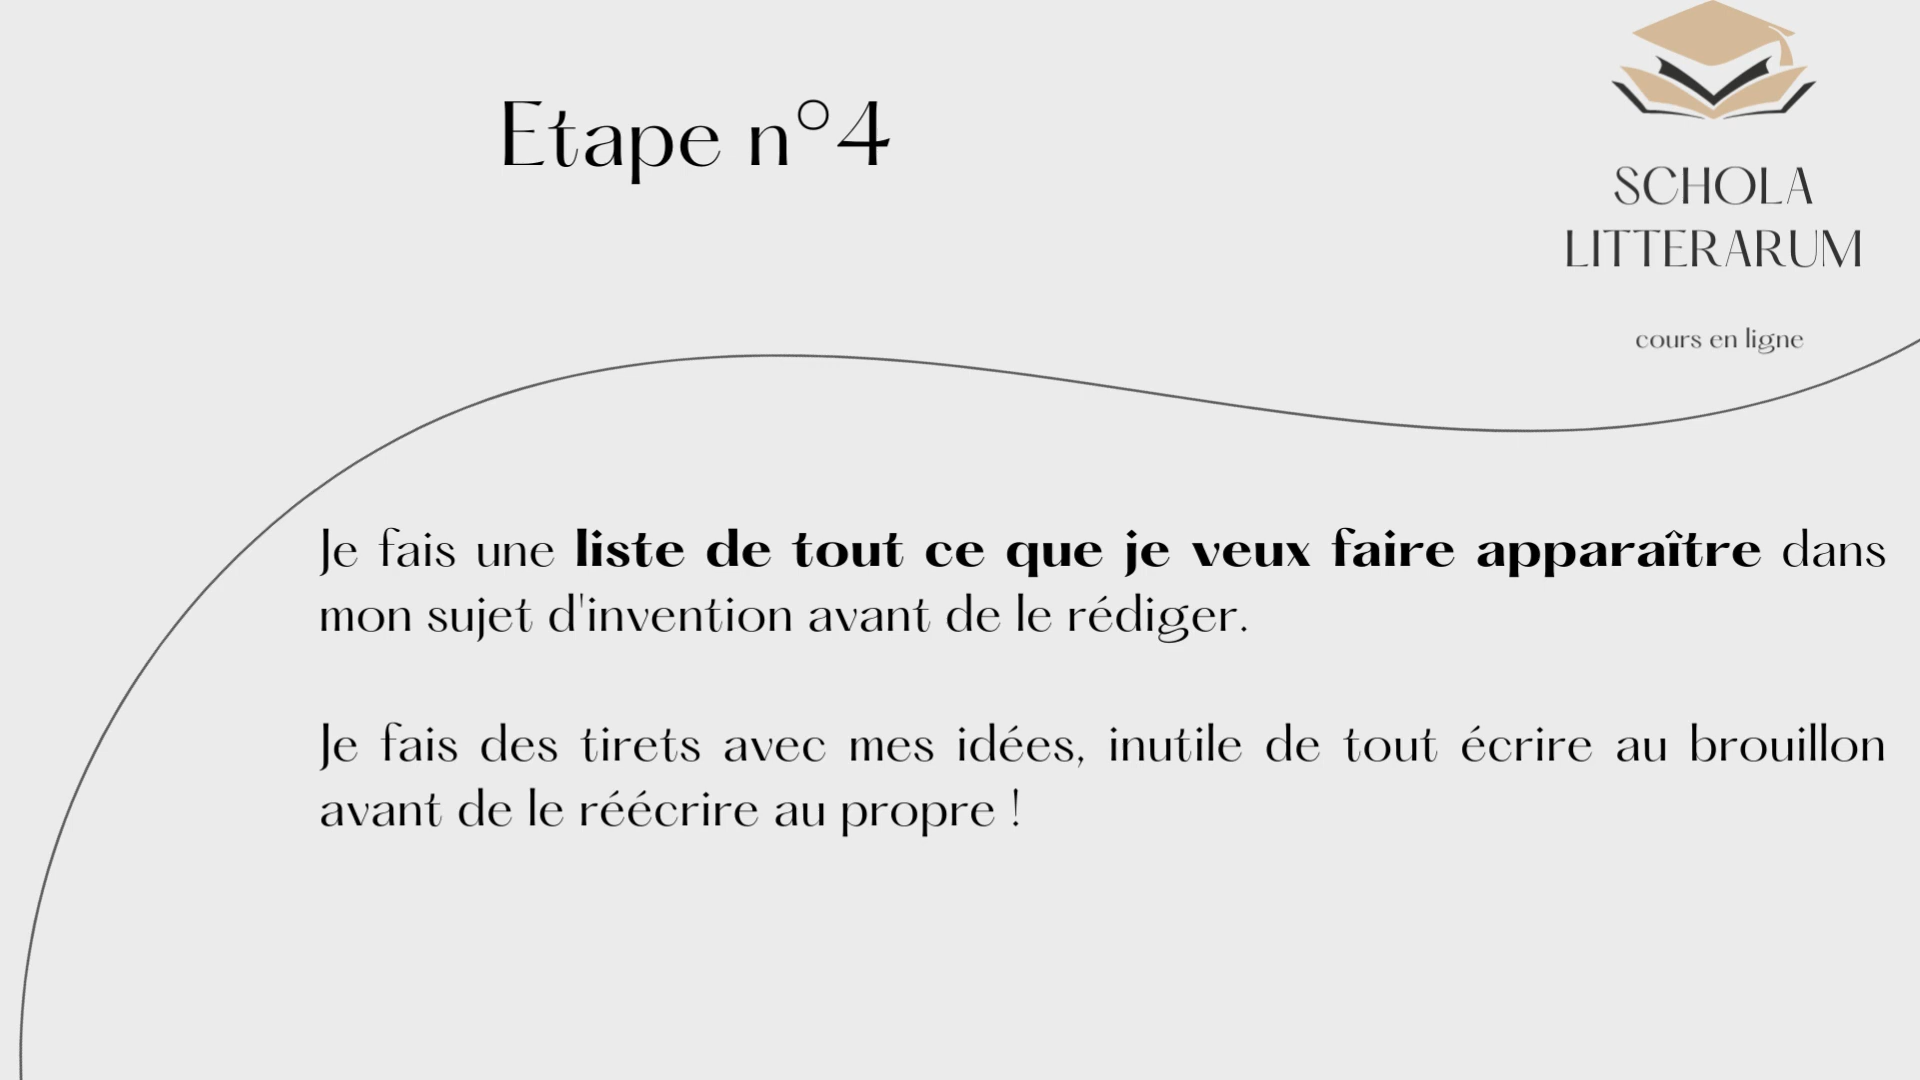 Etape n°4
SCHOLA
LITTERARUM
cours en ligne
Je fais une liste de tout ce que je veux faire apparaître dans
mon sujet d'invention avant de le rédiger.
Je fais des tirets avec mes idées, inutile de tout écrire au brouillon
avant de le réécrire au propre !